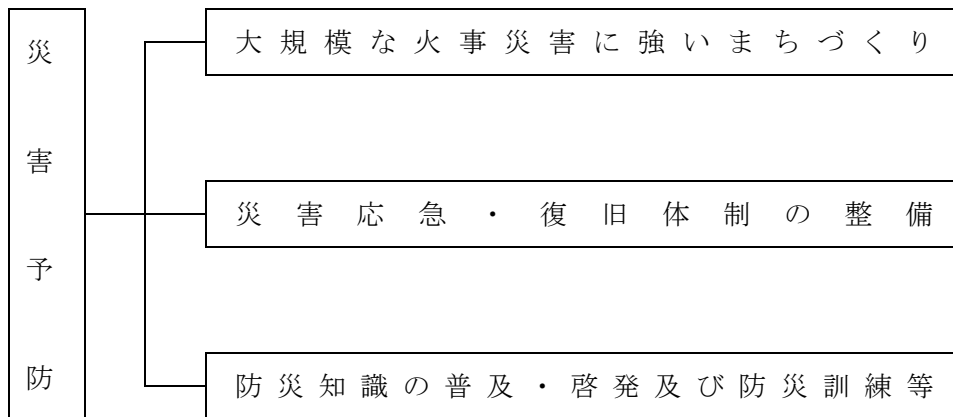 災害予防
大規模な火事災害に強いまちづくり
災害応急・復旧体制の整備
防災知識の普及・啓発及び防災訓練等